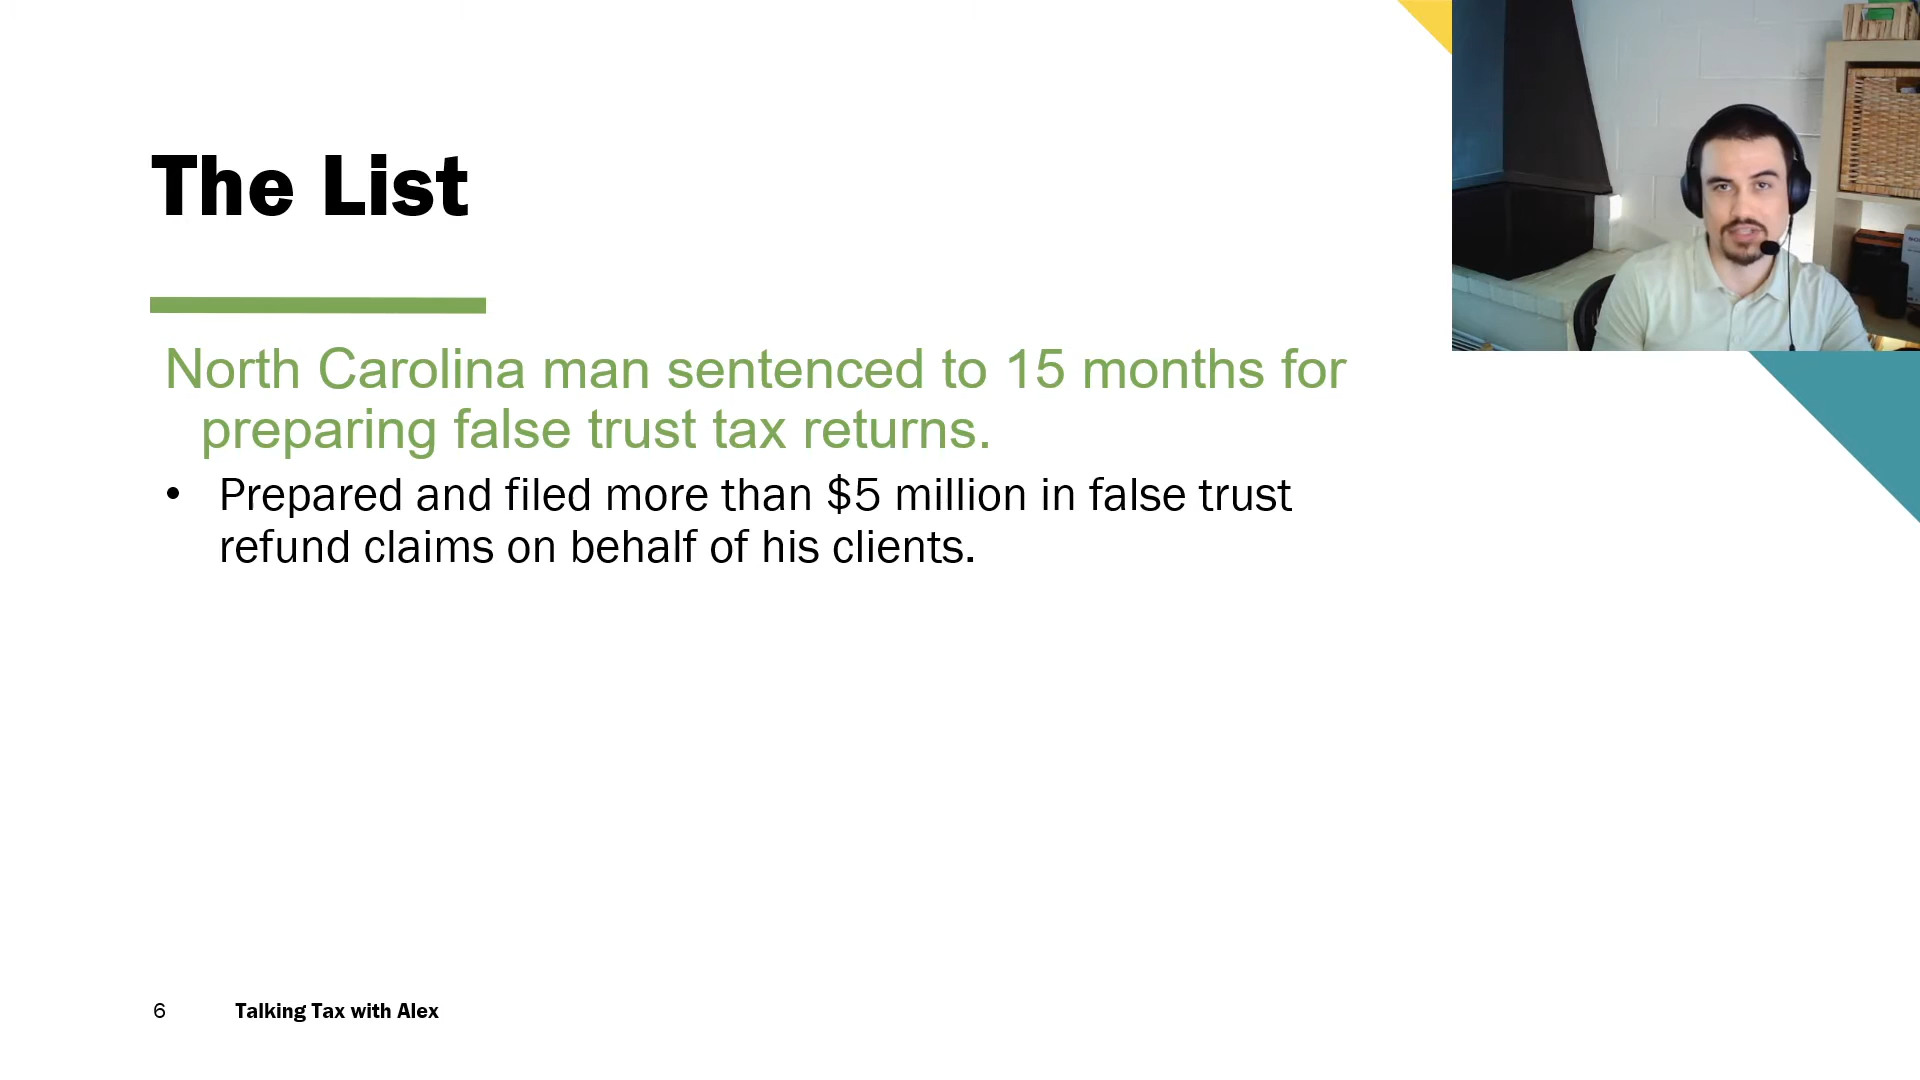 The List
North Carolina man sentenced to 15 months for
preparing false trust tax returns.
• Prepared and filed more than $5 million in false trust
refund claims on behalf of his clients.
6 Talking Tax with Alex